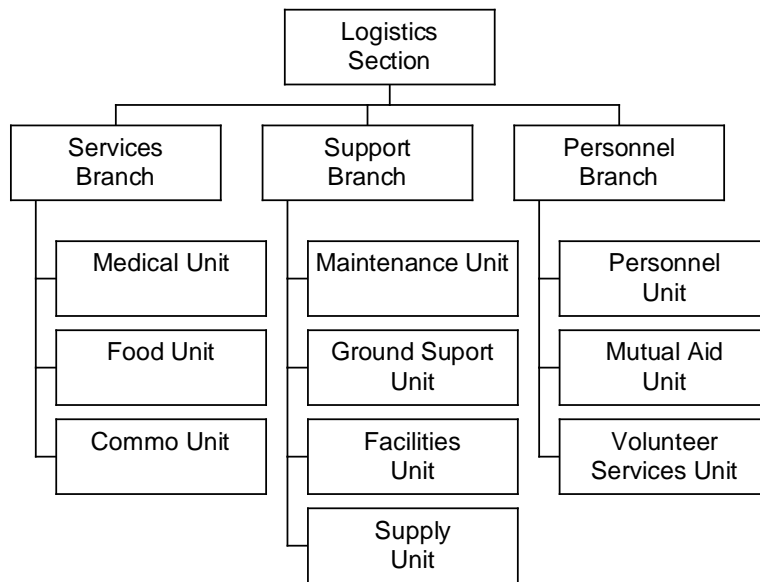 Logistics
Section
Services
Branch
Support
Branch
Personnel
Branch
Medical Unit
Maintenance Unit
Personnel
Unit
Food Unit
Ground Suport
Unit
Mutual Aid
Unit
Commo Unit
Facilities
Unit
Volunteer
Services Unit
Supply
Unit